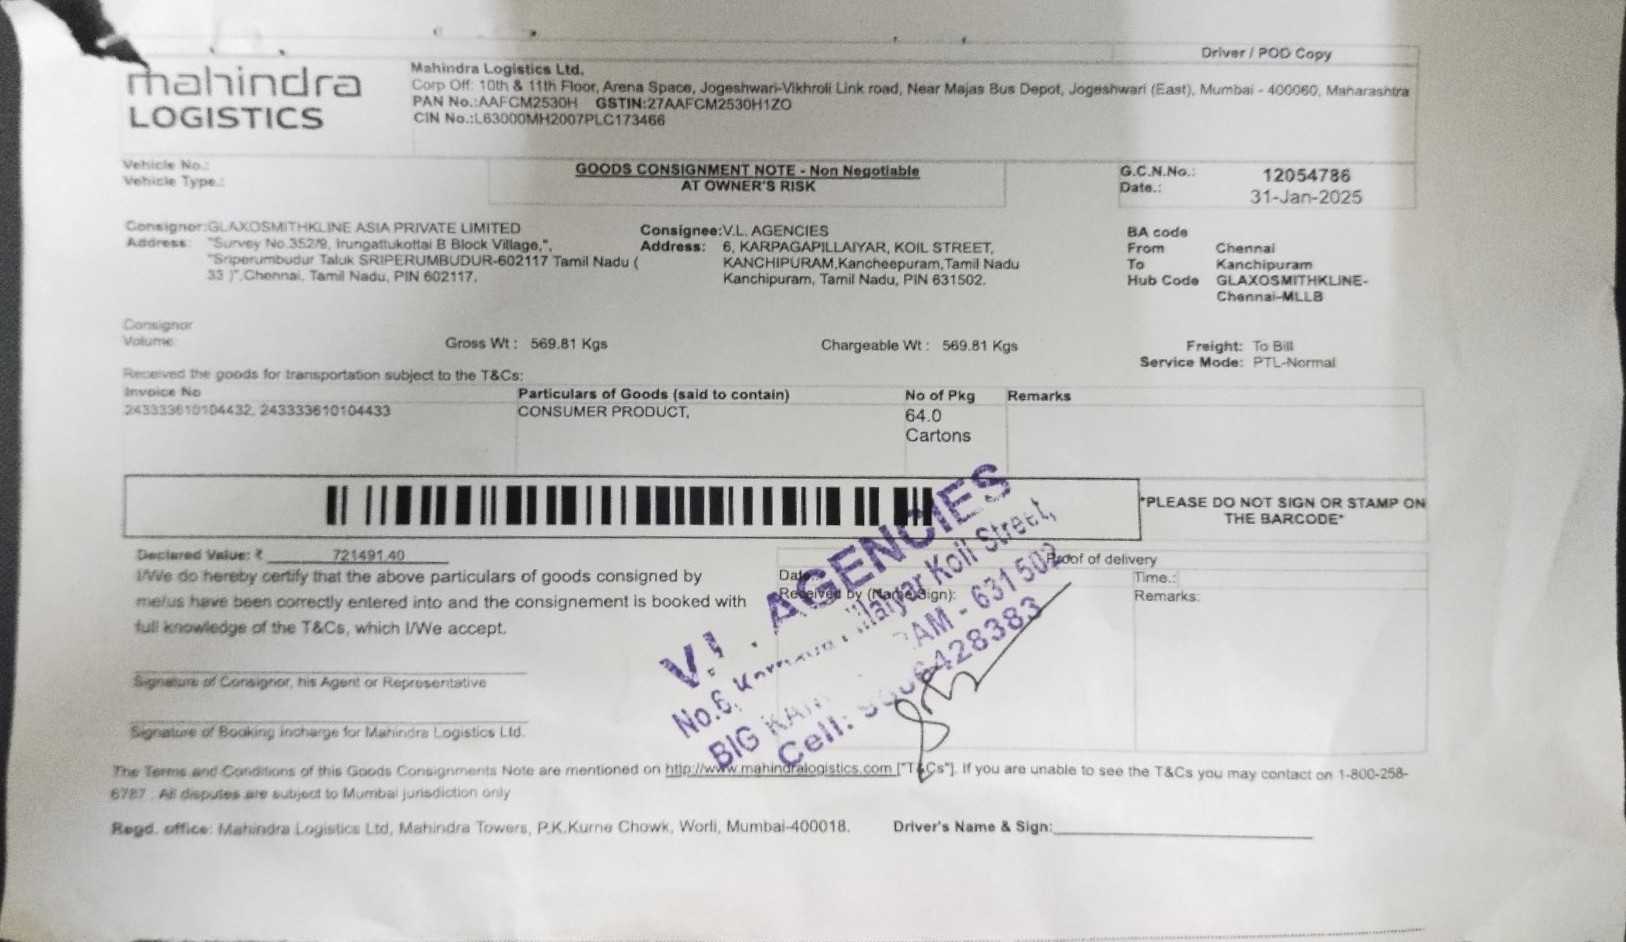 Driver / POD Copy
mahindra
LOGISTICS
Mahindra Logistics Ltd.
Corp Off: 10th & 11th Floor, Arena Space, Jogeshwari-Vikhroli Link road, Near Majas Bus Depot, Jogeshwari (East), Mumbai - 400060, Maharashtra
PAN No.:AAFCM2530H GSTIN:27AAFCM2530H1ZO
CIN No.:L63000MH2007PLC173466
Vehicle No.:
Vehicle Type.:
GOODS CONSIGNMENT NOTE - Non Negotiable
AT OWNER'S RISK
G.C.N.No.: 12054786
Date.: 31-Jan-2025
Consignor:GLAXOSMITHKLINE ASIA PRIVATE LIMITED
Address: "Survey No.352/9, Irungattukottai B Block Village,",
"Sriperumbudur Taluk SRIPERUMBUDUR-602117 Tamil Nadu (
33 )",Chennai, Tamil Nadu, PIN 602117.
Consignee:V.L. AGENCIES
Address: 6, KARPAGAPILLAIYAR, KOIL STREET,
KANCHIPURAM,Kancheepuram,Tamil Nadu
Kanchipuram, Tamil Nadu, PIN 631502.
BA code
From Chennai
To Kanchipuram
Hub Code GLAXOSMITHKLINE-
Chennai-MLLB
Consignor
Volume:
Gross Wt : 569.81 Kgs
Chargeable Wt : 569.81 Kgs
Freight: To Bill
Service Mode: PTL-Normal
Received the goods for transportation subject to the T&Cs:
Invoice No Particulars of Goods (said to contain) No of Pkg Remarks
243333610104432, 243333610104433 CONSUMER PRODUCT, 64.0
Cartons
*PLEASE DO NOT SIGN OR STAMP ON
THE BARCODE*
Declared Value: ₹ 721491.40
I/We do hereby certify that the above particulars of goods consigned by
me/us have been correctly entered into and the consignement is booked with
full knowledge of the T&Cs, which I/We accept.
Proof of delivery
Date.:
Received by (Name/Sign):
Time.:
Remarks:
V.L. AGENCIES
No.6, Pillaiyar Koil Street,
BIG - 631 502
Cell:
Signature of Consignor, his Agent or Representative
Signature of Booking Incharge for Mahindra Logistics Ltd.
The Terms and Conditions of this Goods Consignments Note are mentioned on http://www.mahindralogistics.com ["T&Cs"]. If you are unable to see the T&Cs you may contact on 1-800-258-
6787 . All disputes are subject to Mumbai jurisdiction only
Regd. office: Mahindra Logistics Ltd, Mahindra Towers, P.K.Kurne Chowk, Worli, Mumbai-400018. Driver's Name & Sign: